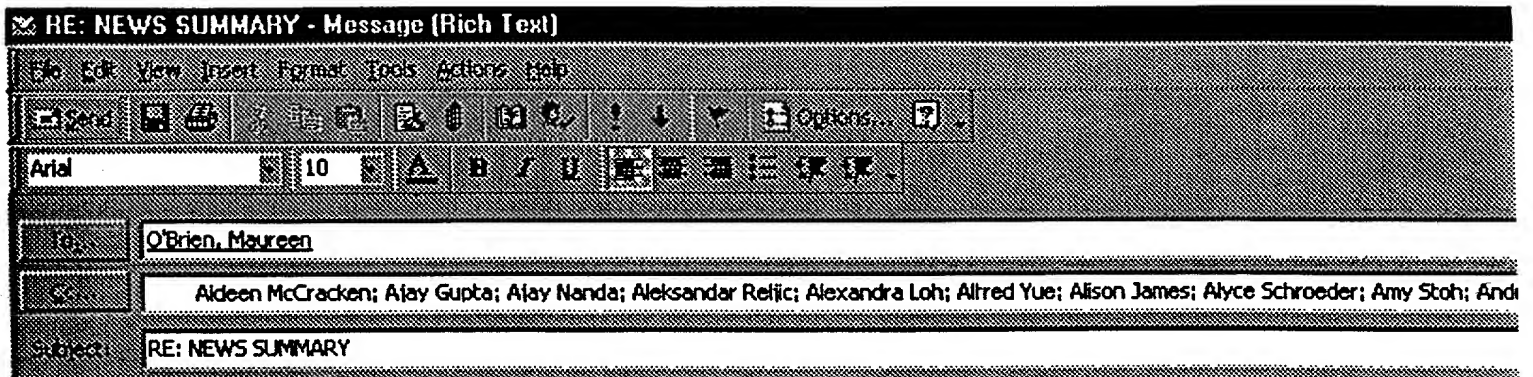 RE: NEWS SUMMARY - Message (Rich Text)
File Edit View Insert Format Tools Actions Help
Send Options...
Arial 10 A B I U
To... O'Brien, Maureen
Cc... Aideen McCracken; Ajay Gupta; Ajay Nanda; Aleksandar Reljic; Alexandra Loh; Alfred Yue; Alison James; Alyce Schroeder; Amy Stoh; Ande
Subject: RE: NEWS SUMMARY